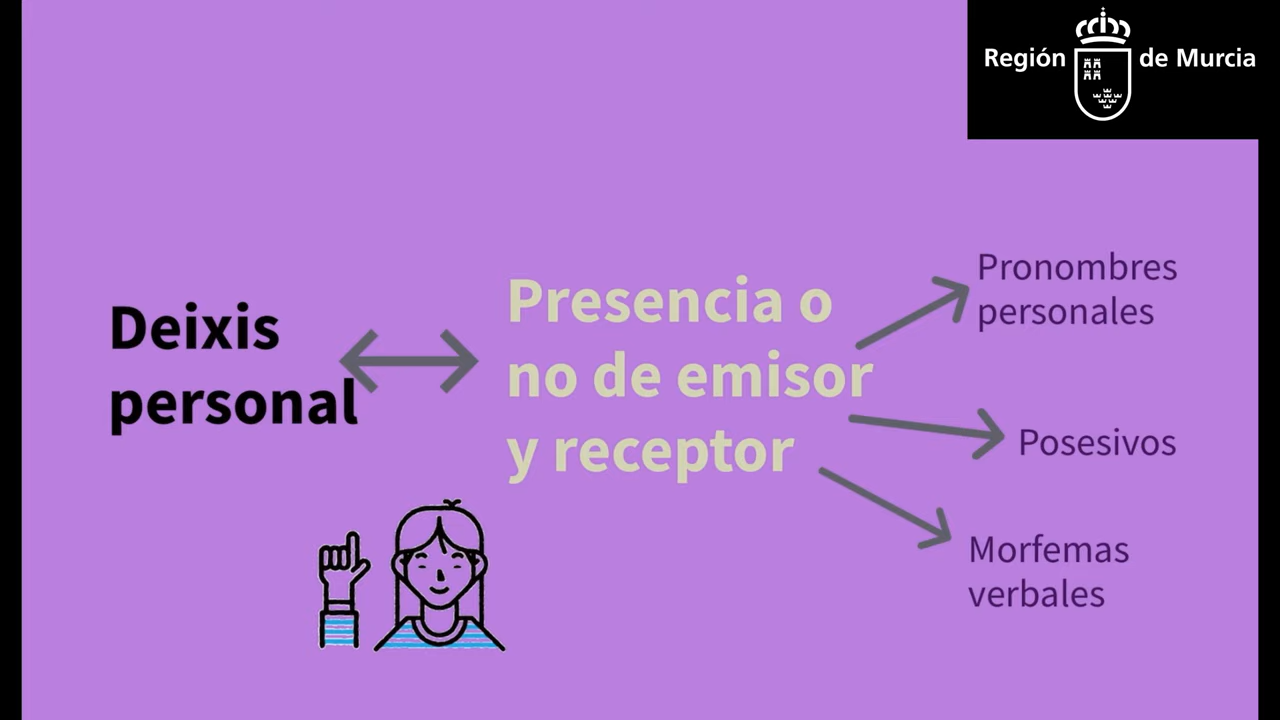 Región de Murcia
Deixis
personal
Presencia o
no de emisor
y receptor
Pronombres
personales
Posesivos
Morfemas
verbales